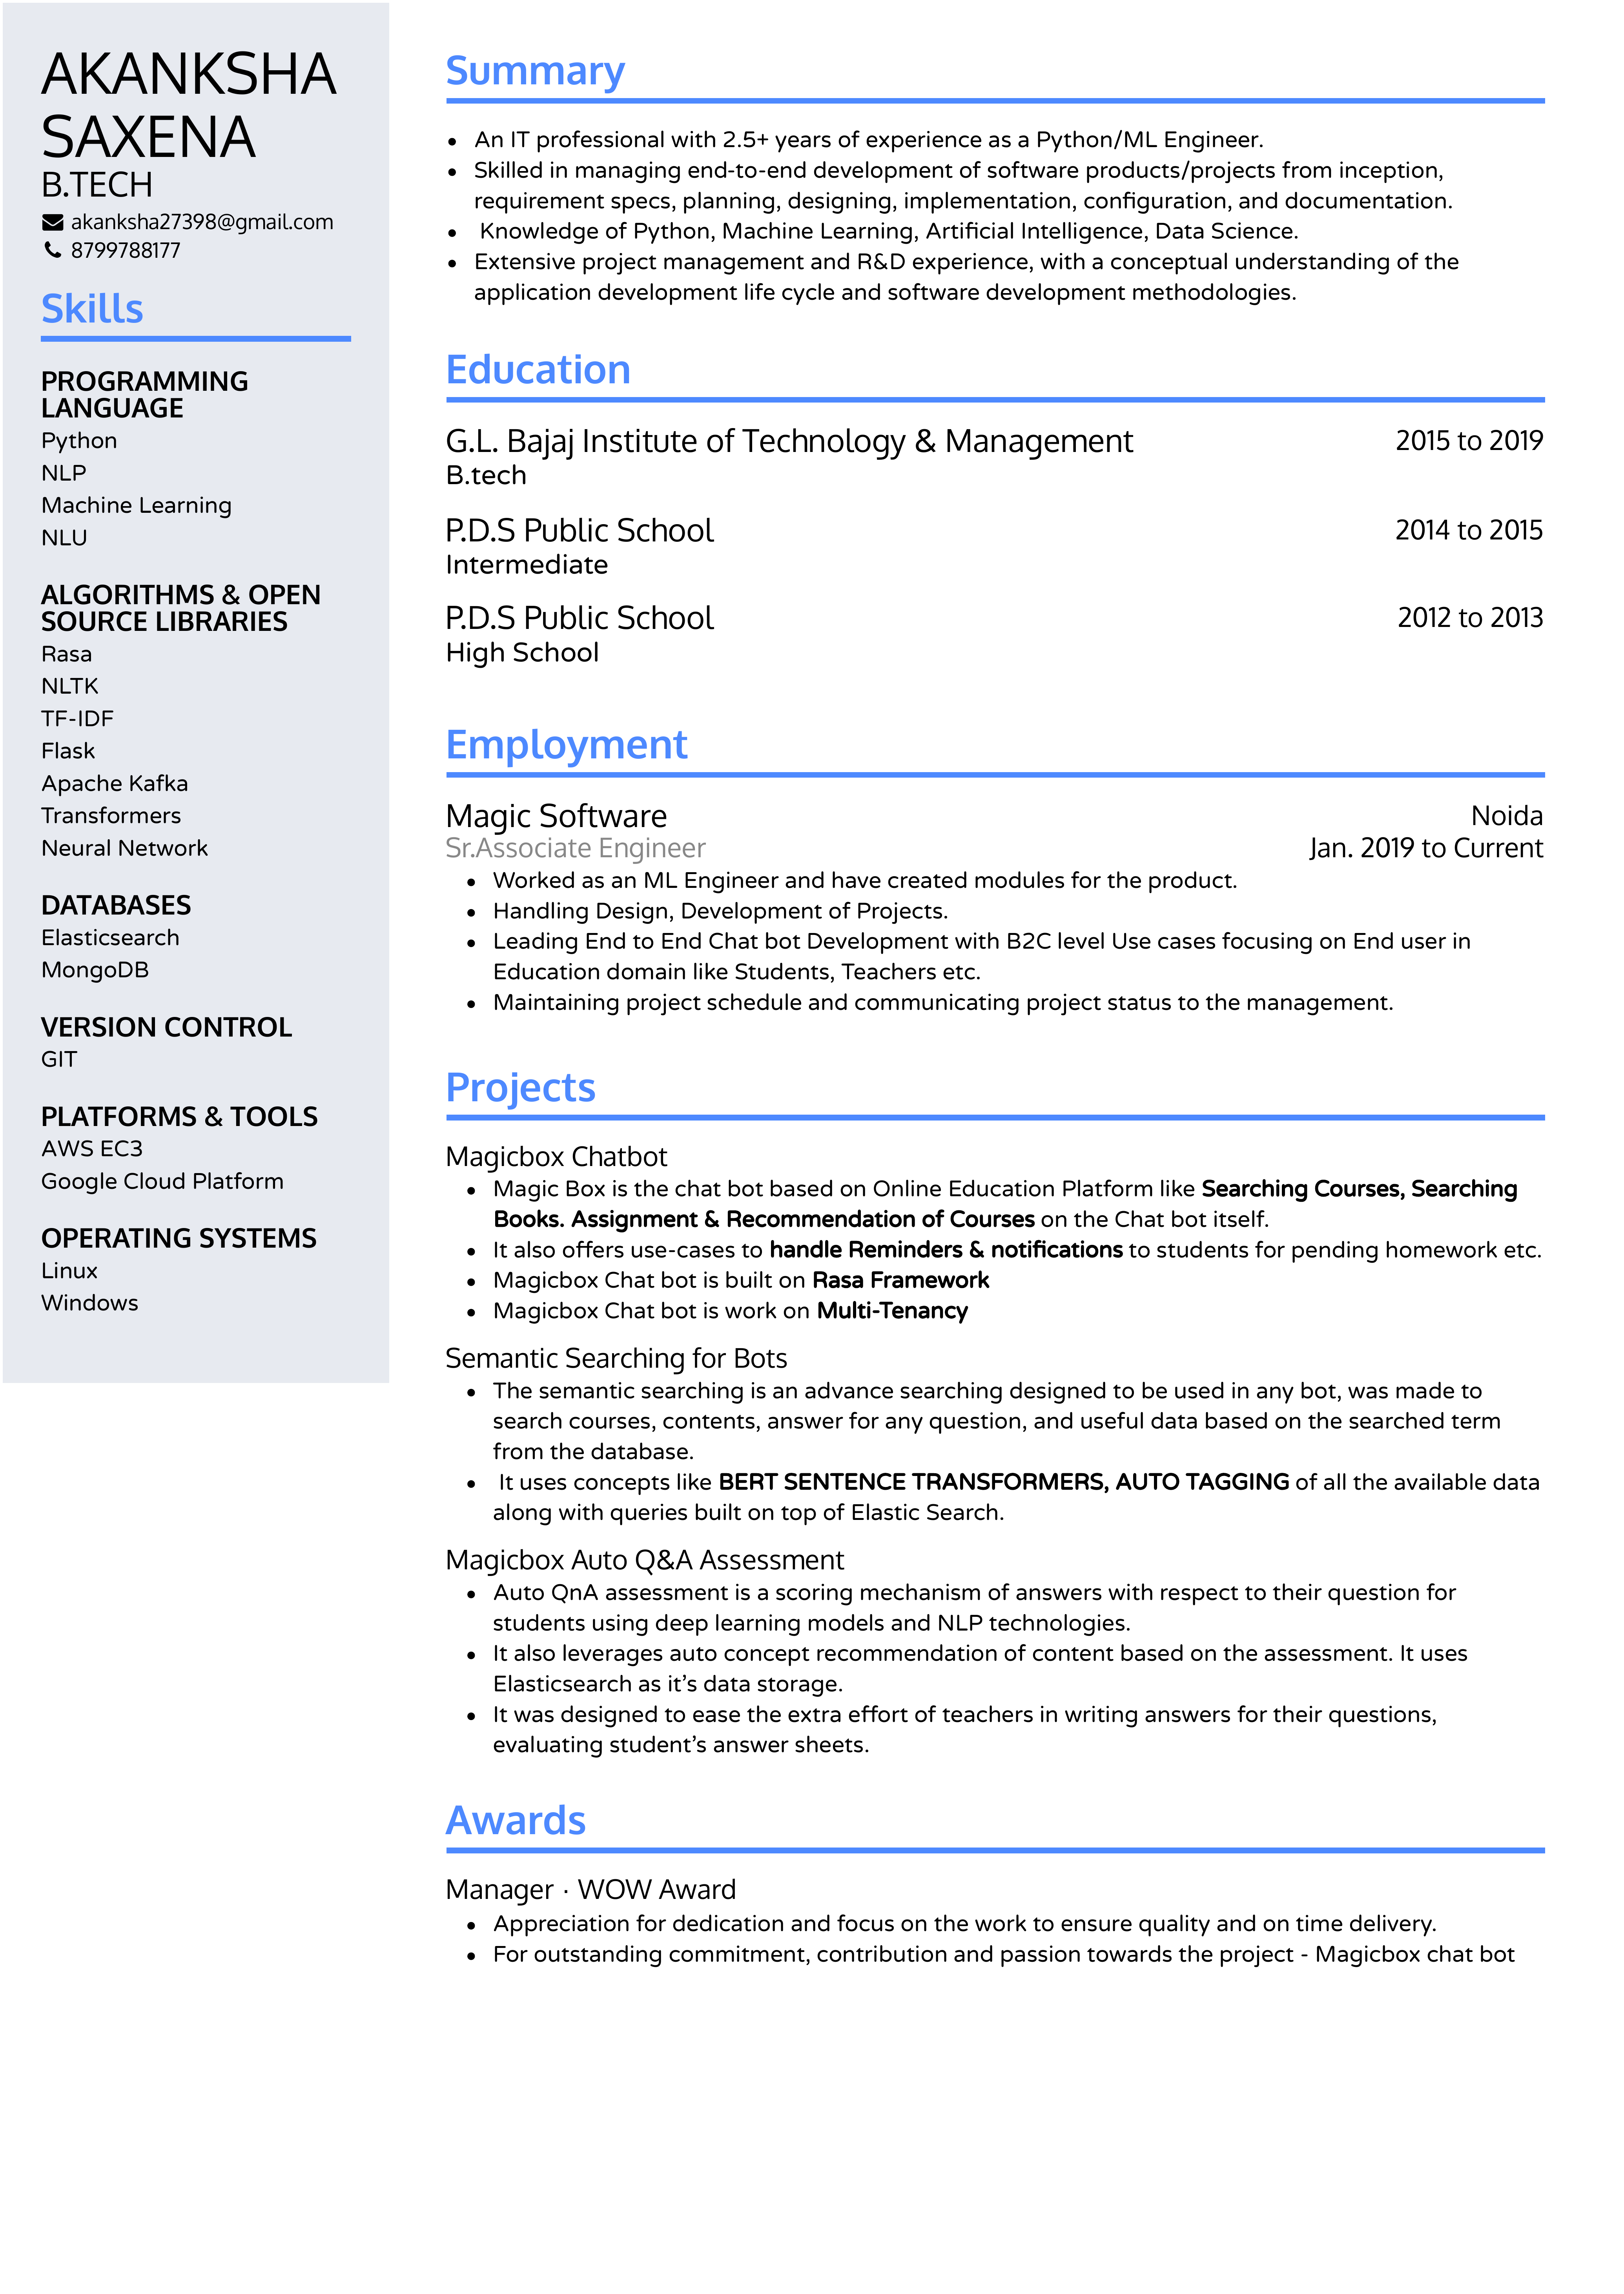 AKANKSHA
SAXENA
B.TECH
akanksha27398@gmail.com
8799788177
Skills
PROGRAMMING
LANGUAGE
Python
NLP
Machine Learning
NLU
ALGORITHMS & OPEN
SOURCE LIBRARIES
Rasa
NLTK
TF-IDF
Flask
Apache Kafka
Transformers
Neural Network
DATABASES
Elasticsearch
MongoDB
VERSION CONTROL
GIT
PLATFORMS & TOOLS
AWS EC3
Google Cloud Platform
OPERATING SYSTEMS
Linux
Windows
Summary
• An IT professional with 2.5+ years of experience as a Python/ML Engineer.
• Skilled in managing end-to-end development of software products/projects from inception,
requirement specs, planning, designing, implementation, configuration, and documentation.
• Knowledge of Python, Machine Learning, Artificial Intelligence, Data Science.
• Extensive project management and R&D experience, with a conceptual understanding of the
application development life cycle and software development methodologies.
Education
G.L. Bajaj Institute of Technology & Management 2015 to 2019
B.tech
P.D.S Public School 2014 to 2015
Intermediate
P.D.S Public School 2012 to 2013
High School
Employment
Magic Software Noida
Sr.Associate Engineer Jan. 2019 to Current
• Worked as an ML Engineer and have created modules for the product.
• Handling Design, Development of Projects.
• Leading End to End Chat bot Development with B2C level Use cases focusing on End user in
Education domain like Students, Teachers etc.
• Maintaining project schedule and communicating project status to the management.
Projects
Magicbox Chatbot
• Magic Box is the chat bot based on Online Education Platform like Searching Courses, Searching
Books. Assignment & Recommendation of Courses on the Chat bot itself.
• It also offers use-cases to handle Reminders & notifications to students for pending homework etc.
• Magicbox Chat bot is built on Rasa Framework
• Magicbox Chat bot is work on Multi-Tenancy
Semantic Searching for Bots
• The semantic searching is an advance searching designed to be used in any bot, was made to
search courses, contents, answer for any question, and useful data based on the searched term
from the database.
• It uses concepts like BERT SENTENCE TRANSFORMERS, AUTO TAGGING of all the available data
along with queries built on top of Elastic Search.
Magicbox Auto Q&A Assessment
• Auto QnA assessment is a scoring mechanism of answers with respect to their question for
students using deep learning models and NLP technologies.
• It also leverages auto concept recommendation of content based on the assessment. It uses
Elasticsearch as it’s data storage.
• It was designed to ease the extra effort of teachers in writing answers for their questions,
evaluating student’s answer sheets.
Awards
Manager · WOW Award
• Appreciation for dedication and focus on the work to ensure quality and on time delivery.
• For outstanding commitment, contribution and passion towards the project - Magicbox chat bot